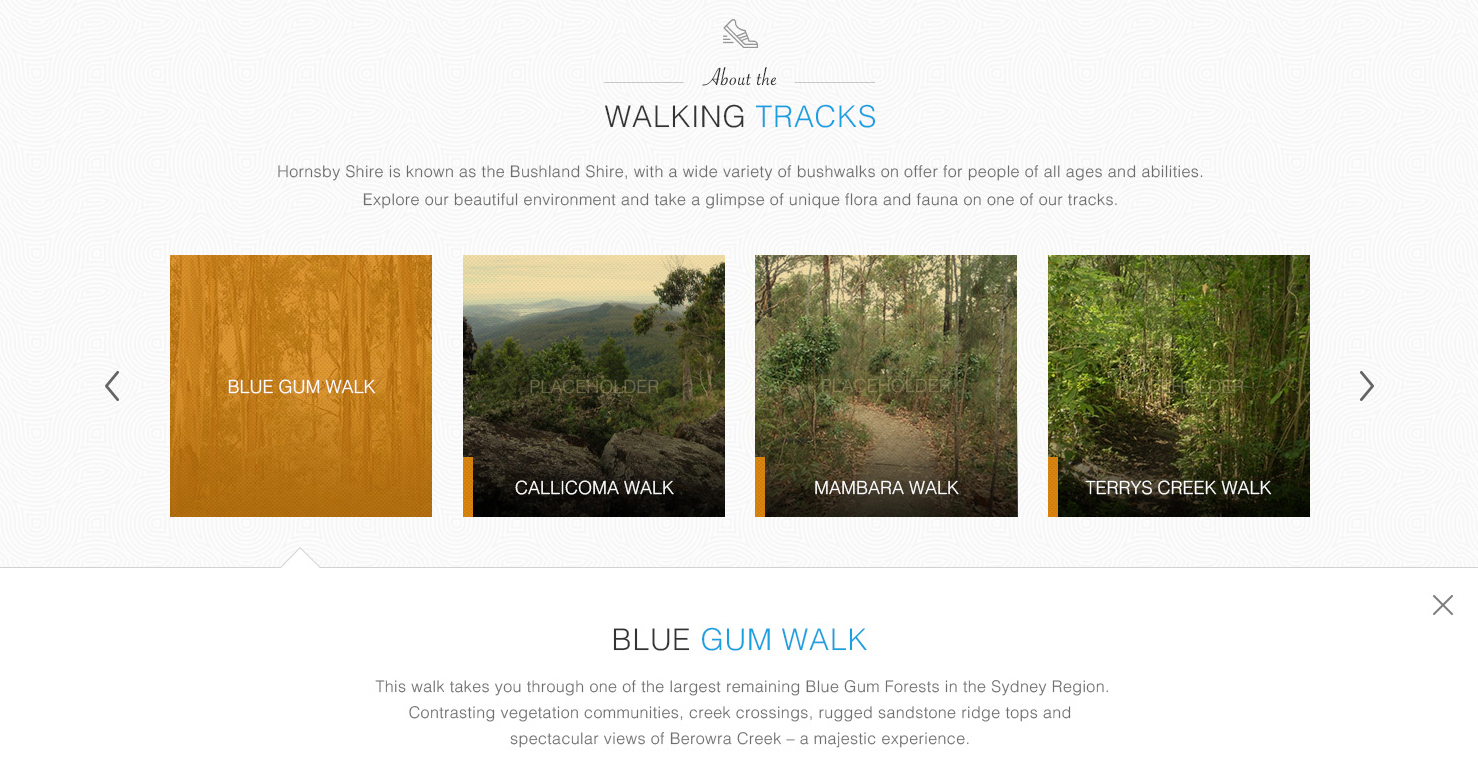 About the
WALKING TRACKS
Hornsby Shire is known as the Bushland Shire, with a wide variety of bushwalks on offer for people of all ages and abilities.
Explore our beautiful environment and take a glimpse of unique flora and fauna on one of our tracks.
BLUE GUM WALK
PLACEHOLDER
CALLICOMA WALK
PLACEHOLDER
MAMBARA WALK
PLACEHOLDER
TERRYS CREEK WALK
BLUE GUM WALK
This walk takes you through one of the largest remaining Blue Gum Forests in the Sydney Region.
Contrasting vegetation communities, creek crossings, rugged sandstone ridge tops and
spectacular views of Berowra Creek – a majestic experience.